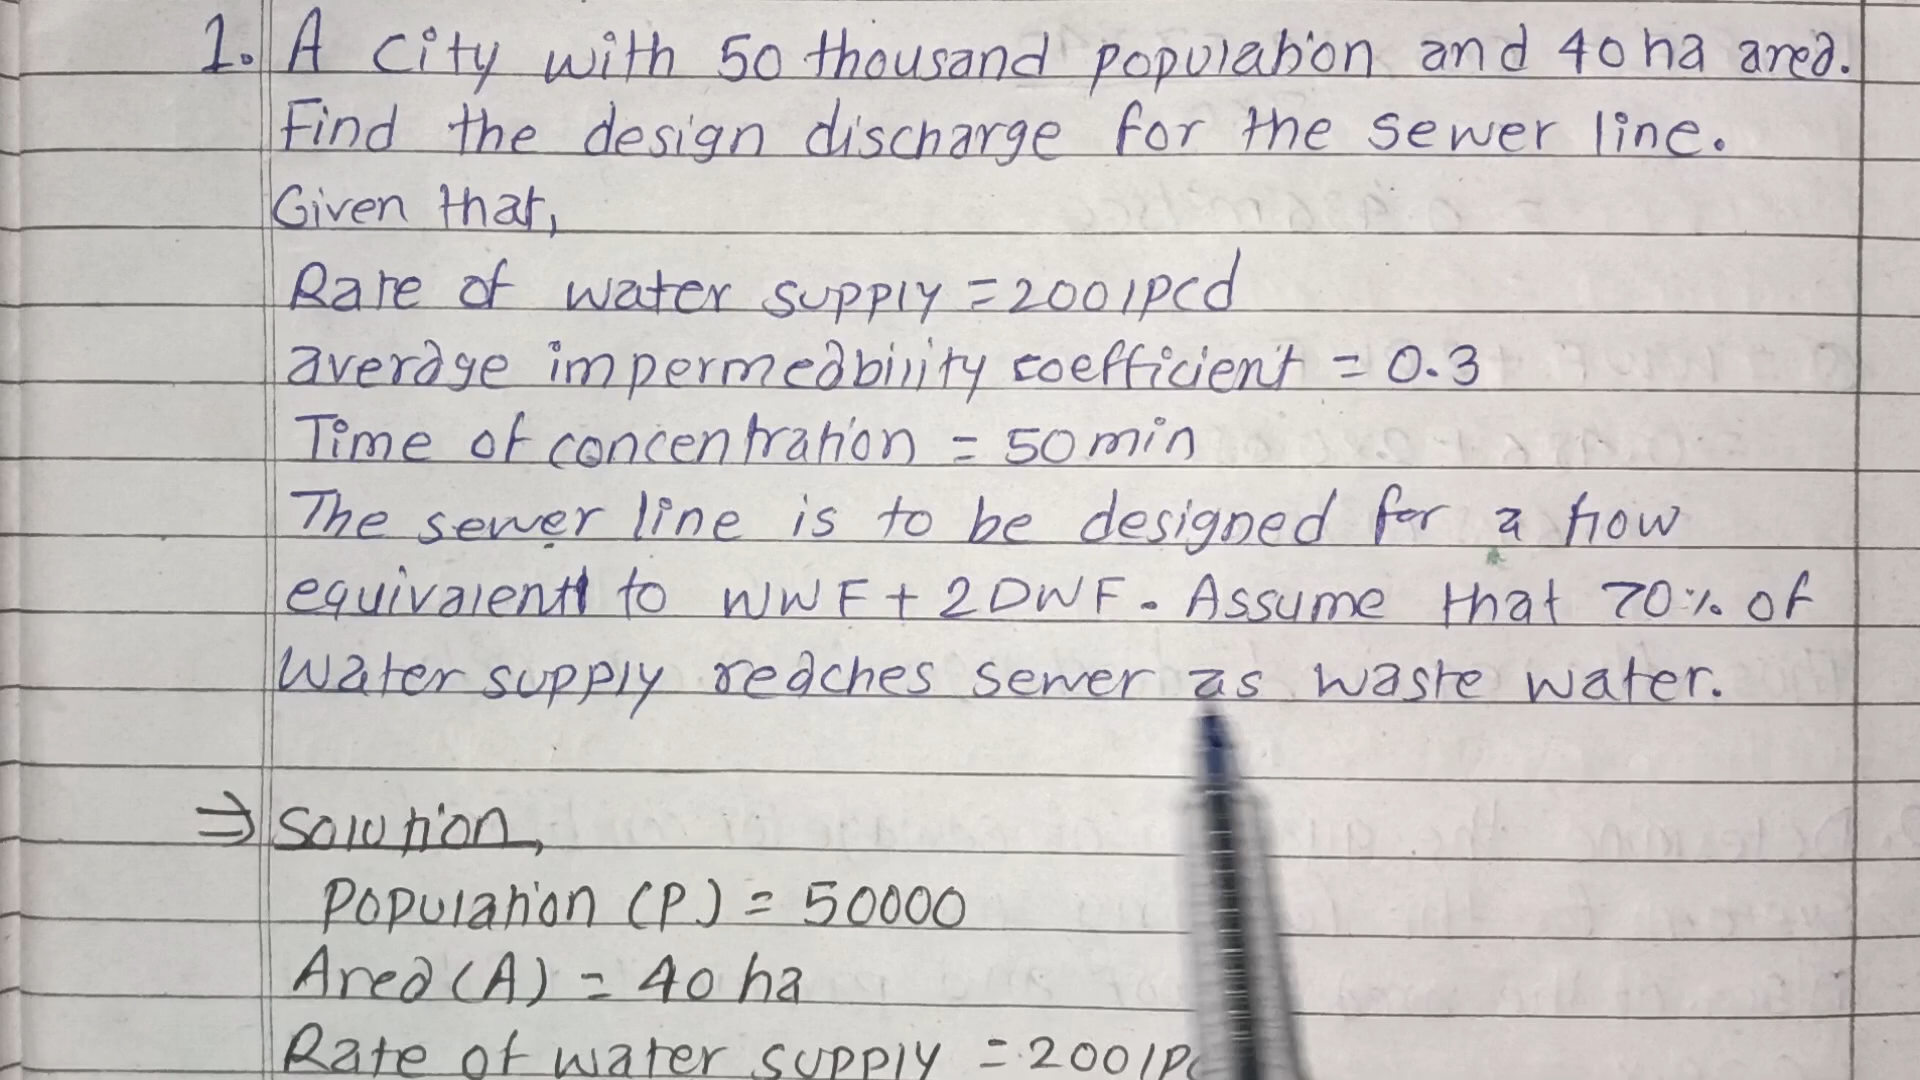 1. A city with 50 thousand population and 40 ha area.
Find the design discharge for the sewer line.
Given that,
Rate of water supply = 200 lpcd
average impermeability coefficient = 0.3
Time of concentration = 50 min
The sewer line is to be designed for a flow
equivalent to WWF + 2DWF. Assume that 70% of
water supply reaches sewer as waste water.
⇒ Solution,
Population (P) = 50000
Area (A) = 40 ha
Rate of water supply = 200 lp